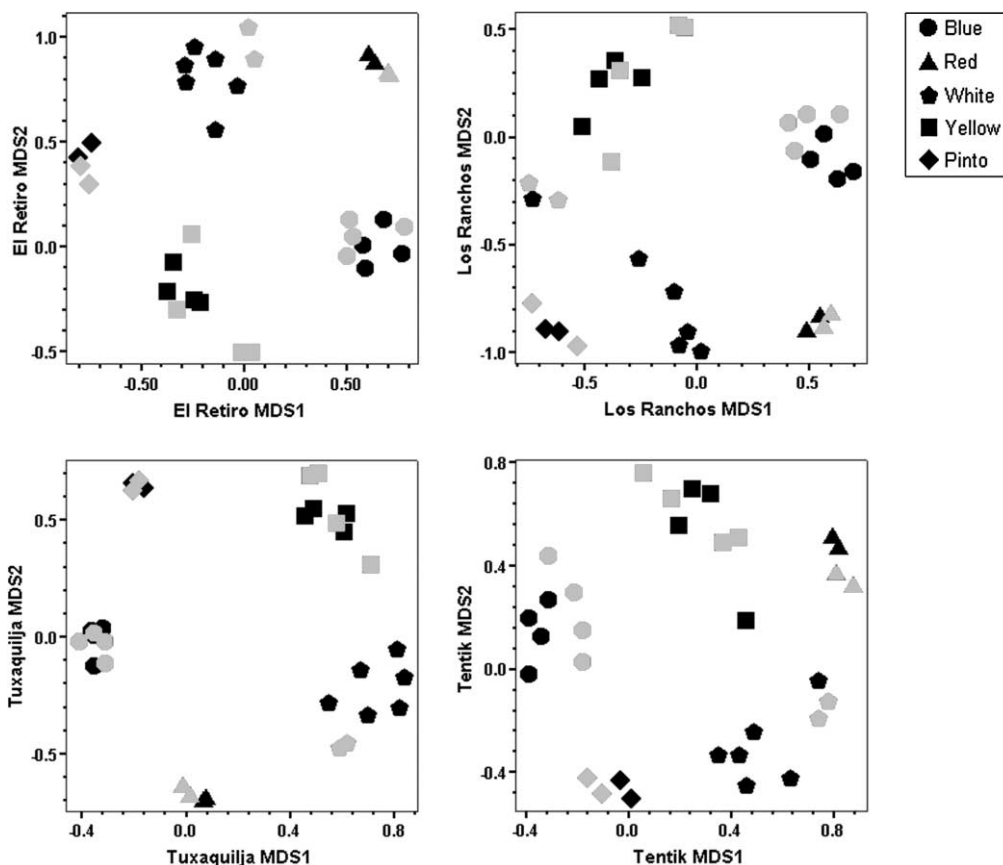 1.0
0.5
0.0
-0.5
El Retiro MDS2
-0.50
0.00
0.50
El Retiro MDS1
0.5
0.0
-0.5
-1.0
Los Ranchos MDS2
-0.5
0.0
0.5
Los Ranchos MDS1
Blue
Red
White
Yellow
Pinto
0.5
0.0
-0.5
Tuxaquilja MDS2
-0.4
0.0
0.4
0.8
Tuxaquilja MDS1
0.8
0.4
0.0
-0.4
Tentik MDS2
-0.4
0.0
0.4
0.8
Tentik MDS1